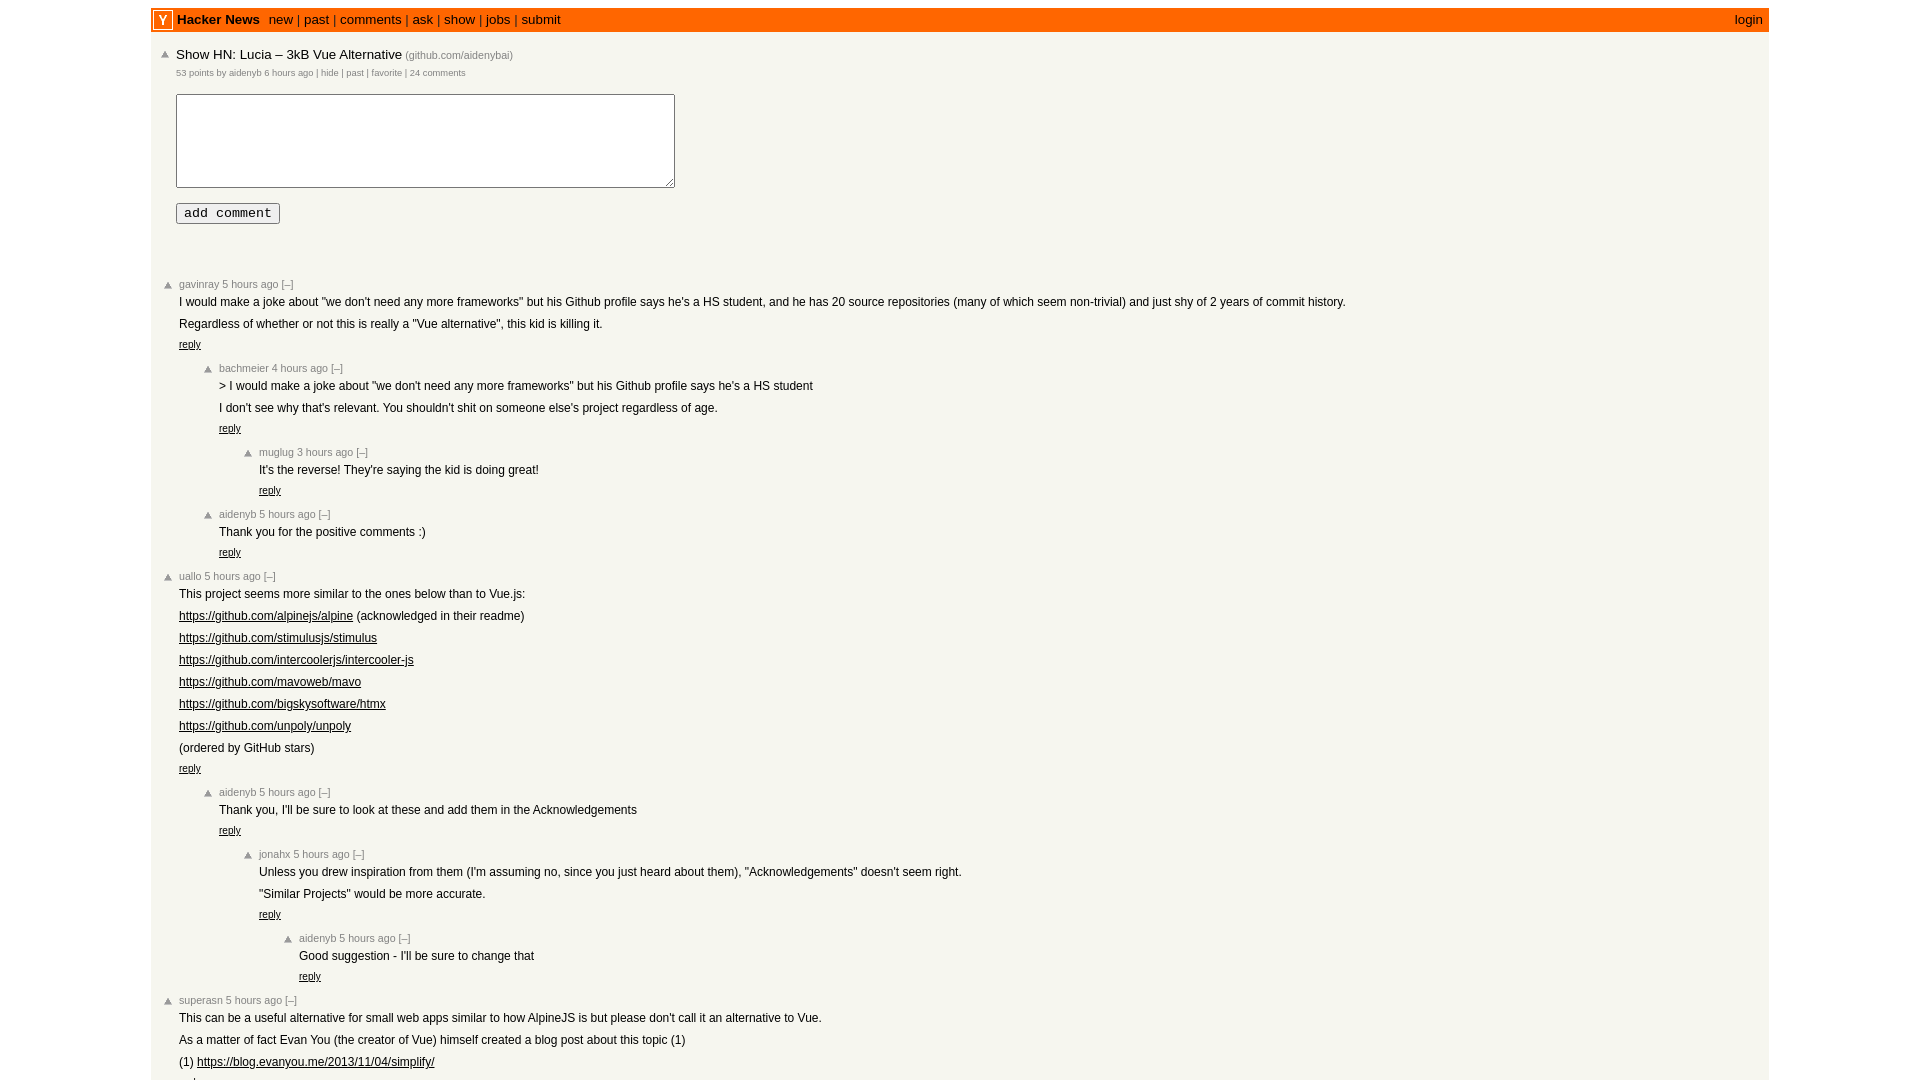 Y Hacker News new | past | comments | ask | show | jobs | submit login
Show HN: Lucia – 3kB Vue Alternative (github.com/aidenybai)
53 points by aidenyb 6 hours ago | hide | past | favorite | 24 comments
add comment
gavinray 5 hours ago [–]
I would make a joke about "we don't need any more frameworks" but his Github profile says he's a HS student, and he has 20 source repositories (many of which seem non-trivial) and just shy of 2 years of commit history.
Regardless of whether or not this is really a "Vue alternative", this kid is killing it.
reply
bachmeier 4 hours ago [–]
> I would make a joke about "we don't need any more frameworks" but his Github profile says he's a HS student
I don't see why that's relevant. You shouldn't shit on someone else's project regardless of age.
reply
muglug 3 hours ago [–]
It's the reverse! They're saying the kid is doing great!
reply
aidenyb 5 hours ago [–]
Thank you for the positive comments :)
reply
uallo 5 hours ago [–]
This project seems more similar to the ones below than to Vue.js:
https://github.com/alpinejs/alpine (acknowledged in their readme)
https://github.com/stimulusjs/stimulus
https://github.com/intercoolerjs/intercooler-js
https://github.com/mavoweb/mavo
https://github.com/bigskysoftware/htmx
https://github.com/unpoly/unpoly
(ordered by GitHub stars)
reply
aidenyb 5 hours ago [–]
Thank you, I'll be sure to look at these and add them in the Acknowledgements
reply
jonahx 5 hours ago [–]
Unless you drew inspiration from them (I'm assuming no, since you just heard about them), "Acknowledgements" doesn't seem right.
"Similar Projects" would be more accurate.
reply
aidenyb 5 hours ago [–]
Good suggestion - I'll be sure to change that
reply
superasn 5 hours ago [–]
This can be a useful alternative for small web apps similar to how AlpineJS is but please don't call it an alternative to Vue.
As a matter of fact Evan You (the creator of Vue) himself created a blog post about this topic (1)
(1) https://blog.evanyou.me/2013/11/04/simplify/